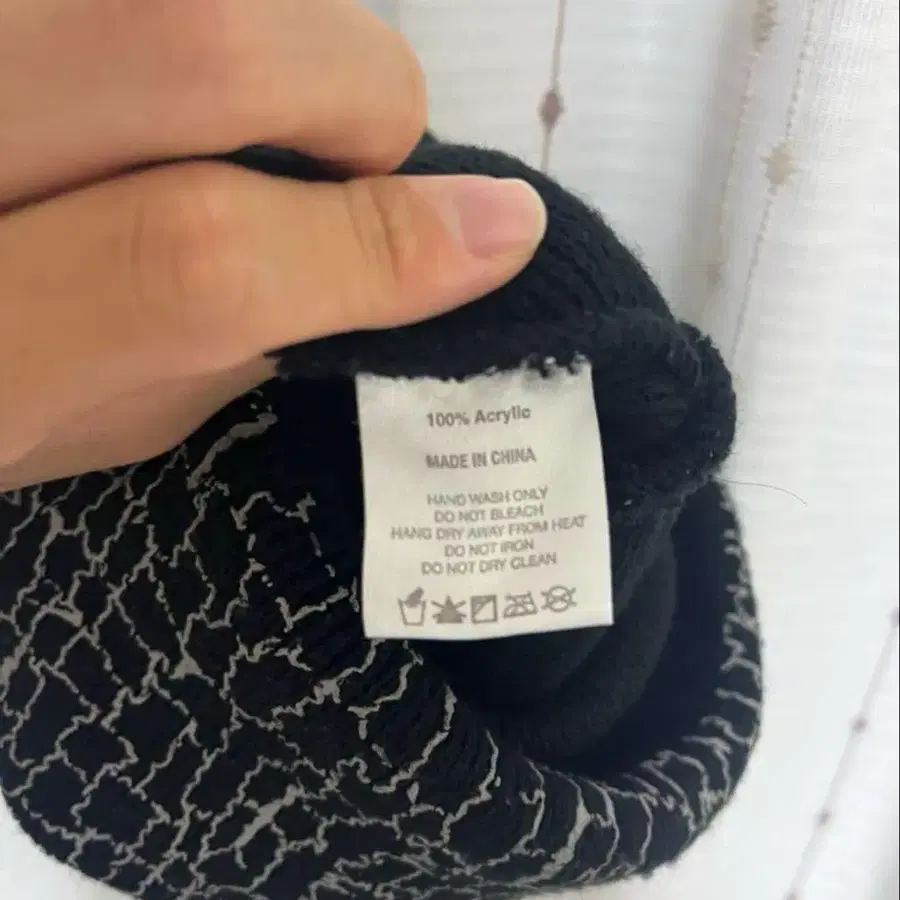 100% Acrylic
MADE IN CHINA
HAND WASH ONLY
DO NOT BLEACH
HANG DRY AWAY FROM HEAT
DO NOT IRON
DO NOT DRY CLEAN